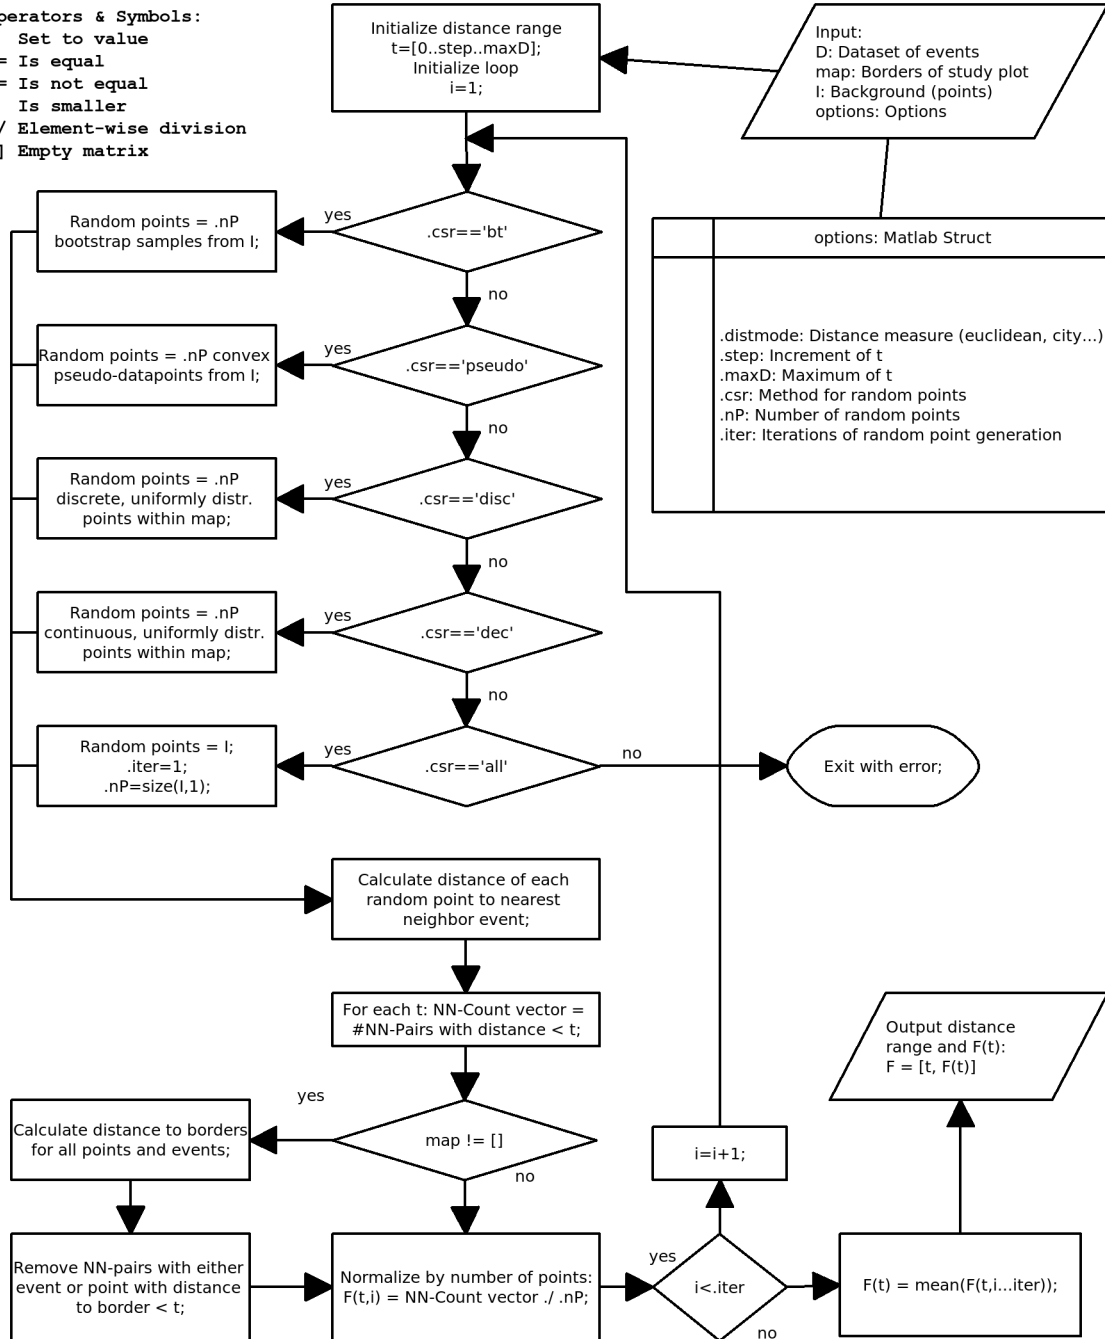 perators & Symbols:
Set to value
= Is equal
= Is not equal
Is smaller
/ Element-wise division
] Empty matrix
Initialize distance range
t=[0..step..maxD];
Initialize loop
i=1;
Input:
D: Dataset of events
map: Borders of study plot
I: Background (points)
options: Options
options: Matlab Struct
.distmode: Distance measure (euclidean, city...)
.step: Increment of t
.maxD: Maximum of t
.csr: Method for random points
.nP: Number of random points
.iter: Iterations of random point generation
.csr=='bt'
yes
Random points = .nP
bootstrap samples from I;
no
.csr=='pseudo'
yes
Random points = .nP convex
pseudo-datapoints from I;
no
.csr=='disc'
yes
Random points = .nP
discrete, uniformly distr.
points within map;
no
.csr=='dec'
yes
Random points = .nP
continuous, uniformly distr.
points within map;
no
.csr=='all'
yes
Random points = I;
.iter=1;
.nP=size(I,1);
no
Exit with error;
Calculate distance of each
random point to nearest
neighbor event;
For each t: NN-Count vector =
#NN-Pairs with distance < t;
map != []
yes
Calculate distance to borders
for all points and events;
Remove NN-pairs with either
event or point with distance
to border < t;
no
Normalize by number of points:
F(t,i) = NN-Count vector ./ .nP;
i<.iter
yes
i=i+1;
no
F(t) = mean(F(t,i...iter));
Output distance
range and F(t):
F = [t, F(t)]